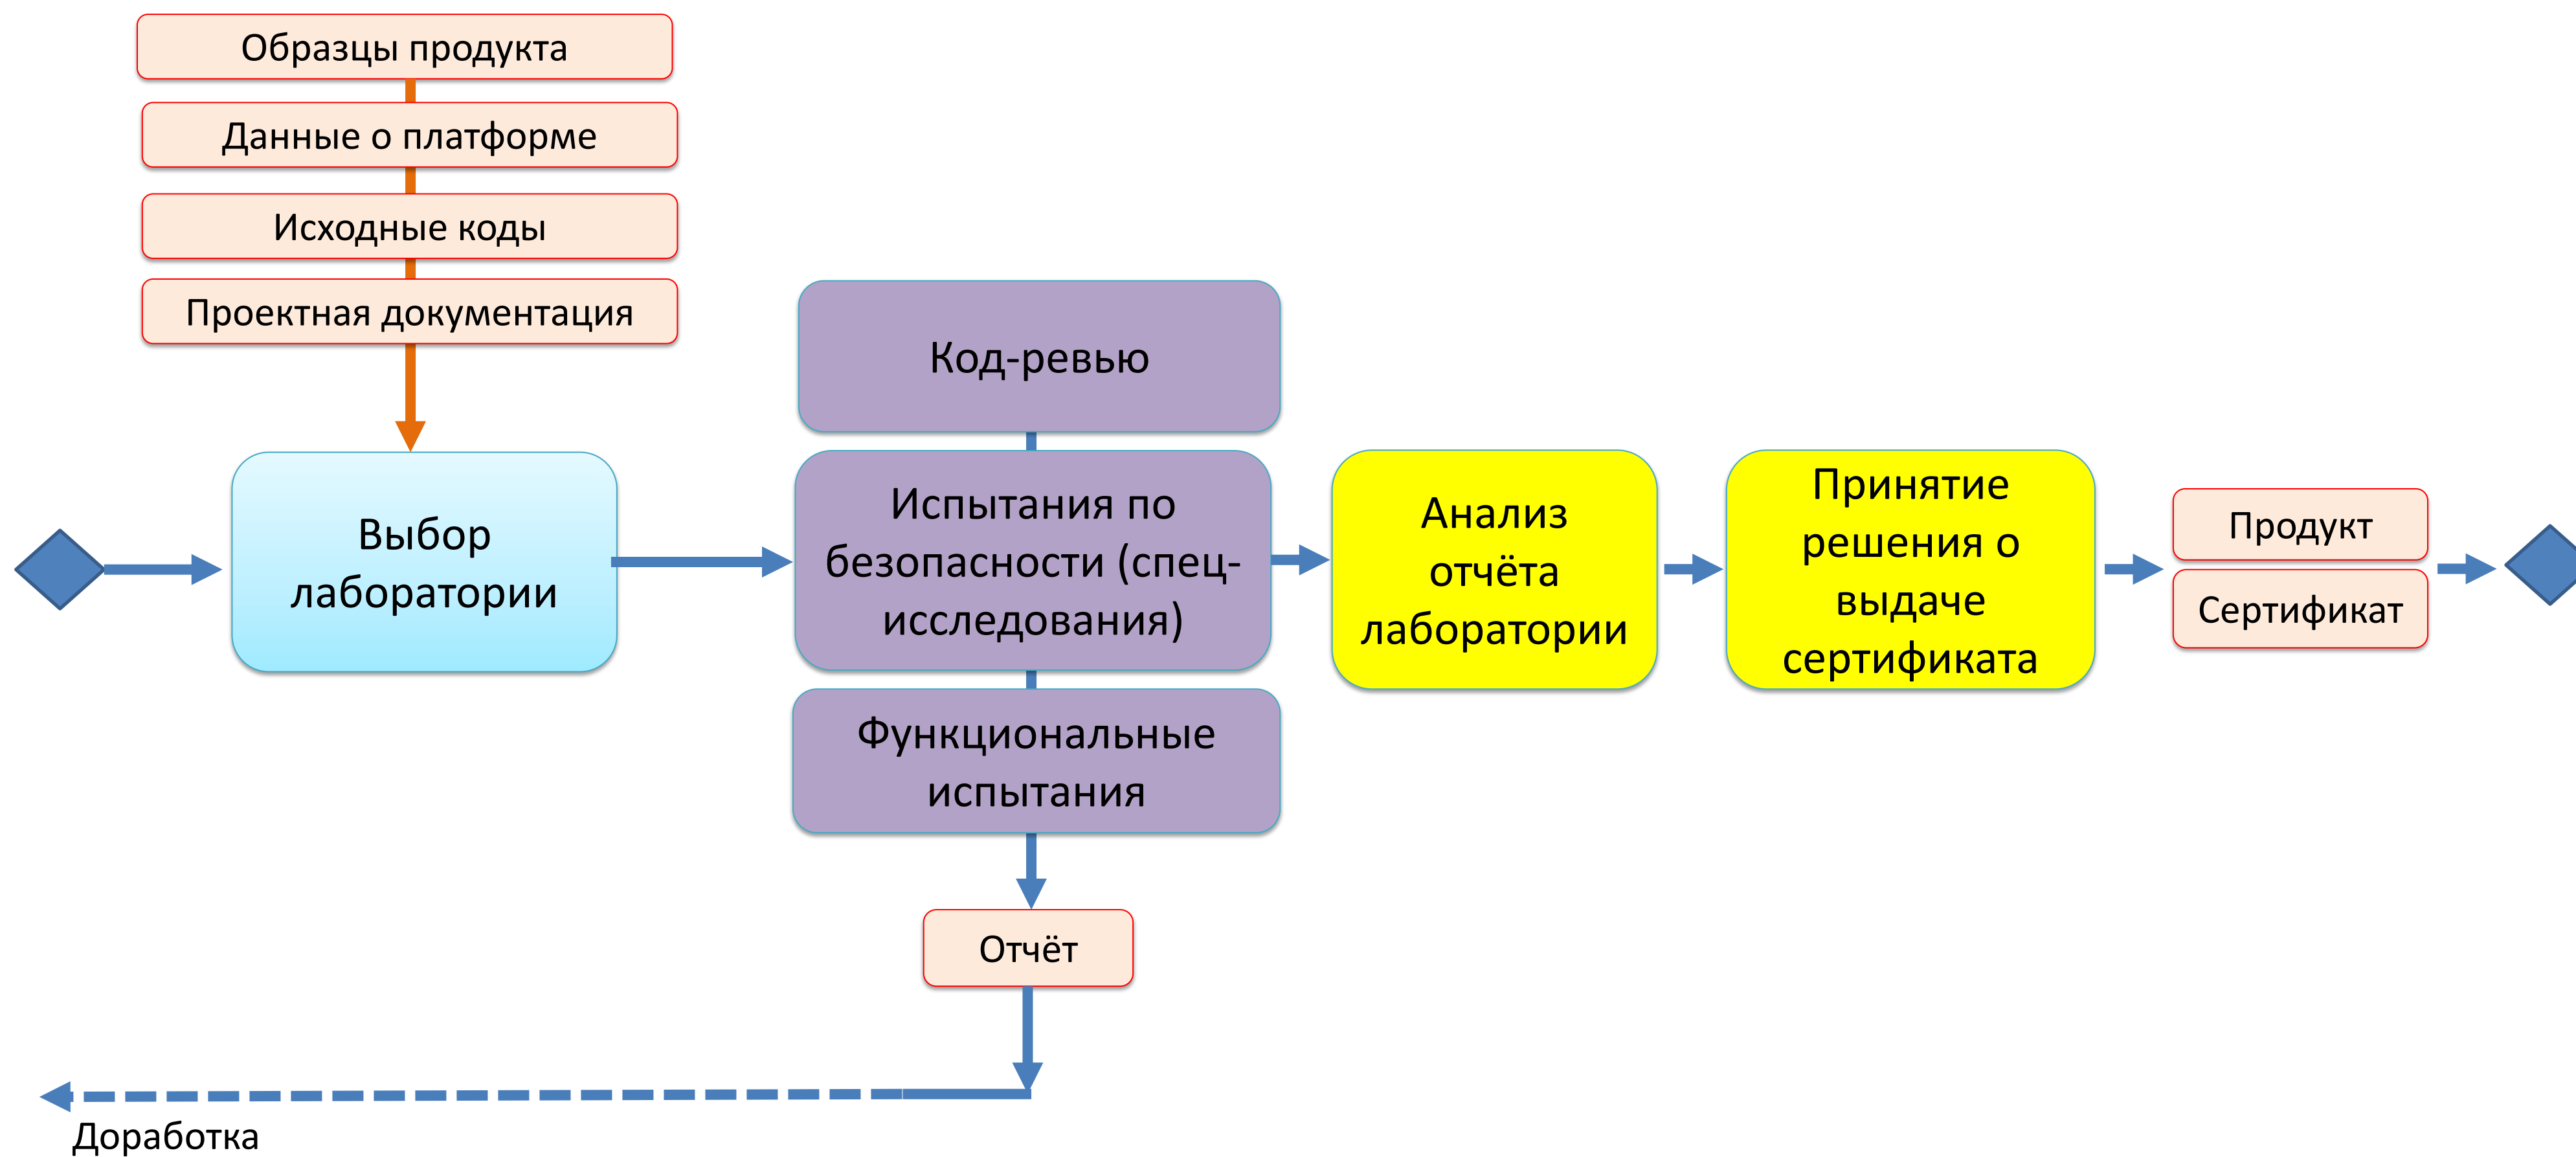 Образцы продукта
Данные о платформе
Исходные коды
Проектная документация
Выбор
лаборатории
Код-ревью
Испытания по
безопасности (спец-
исследования)
Функциональные
испытания
Отчёт
Анализ
отчёта
лаборатории
Принятие
решения о
выдаче
сертификата
Продукт
Сертификат
Доработка